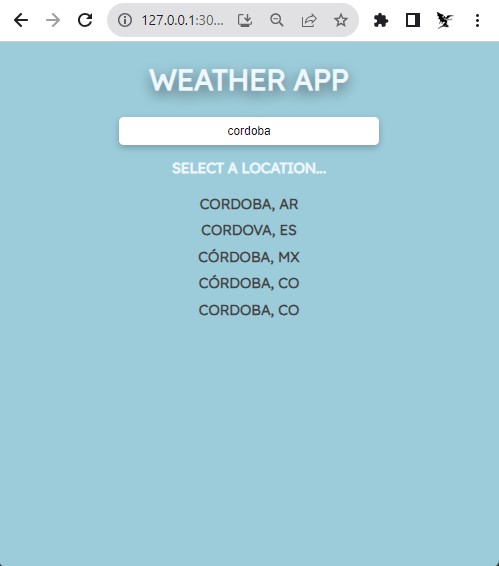 127.0.0.1:30...
WEATHER APP
cordoba
SELECT A LOCATION...
CORDOBA, AR
CORDOVA, ES
CÓRDOBA, MX
CÓRDOBA, CO
CORDOBA, CO